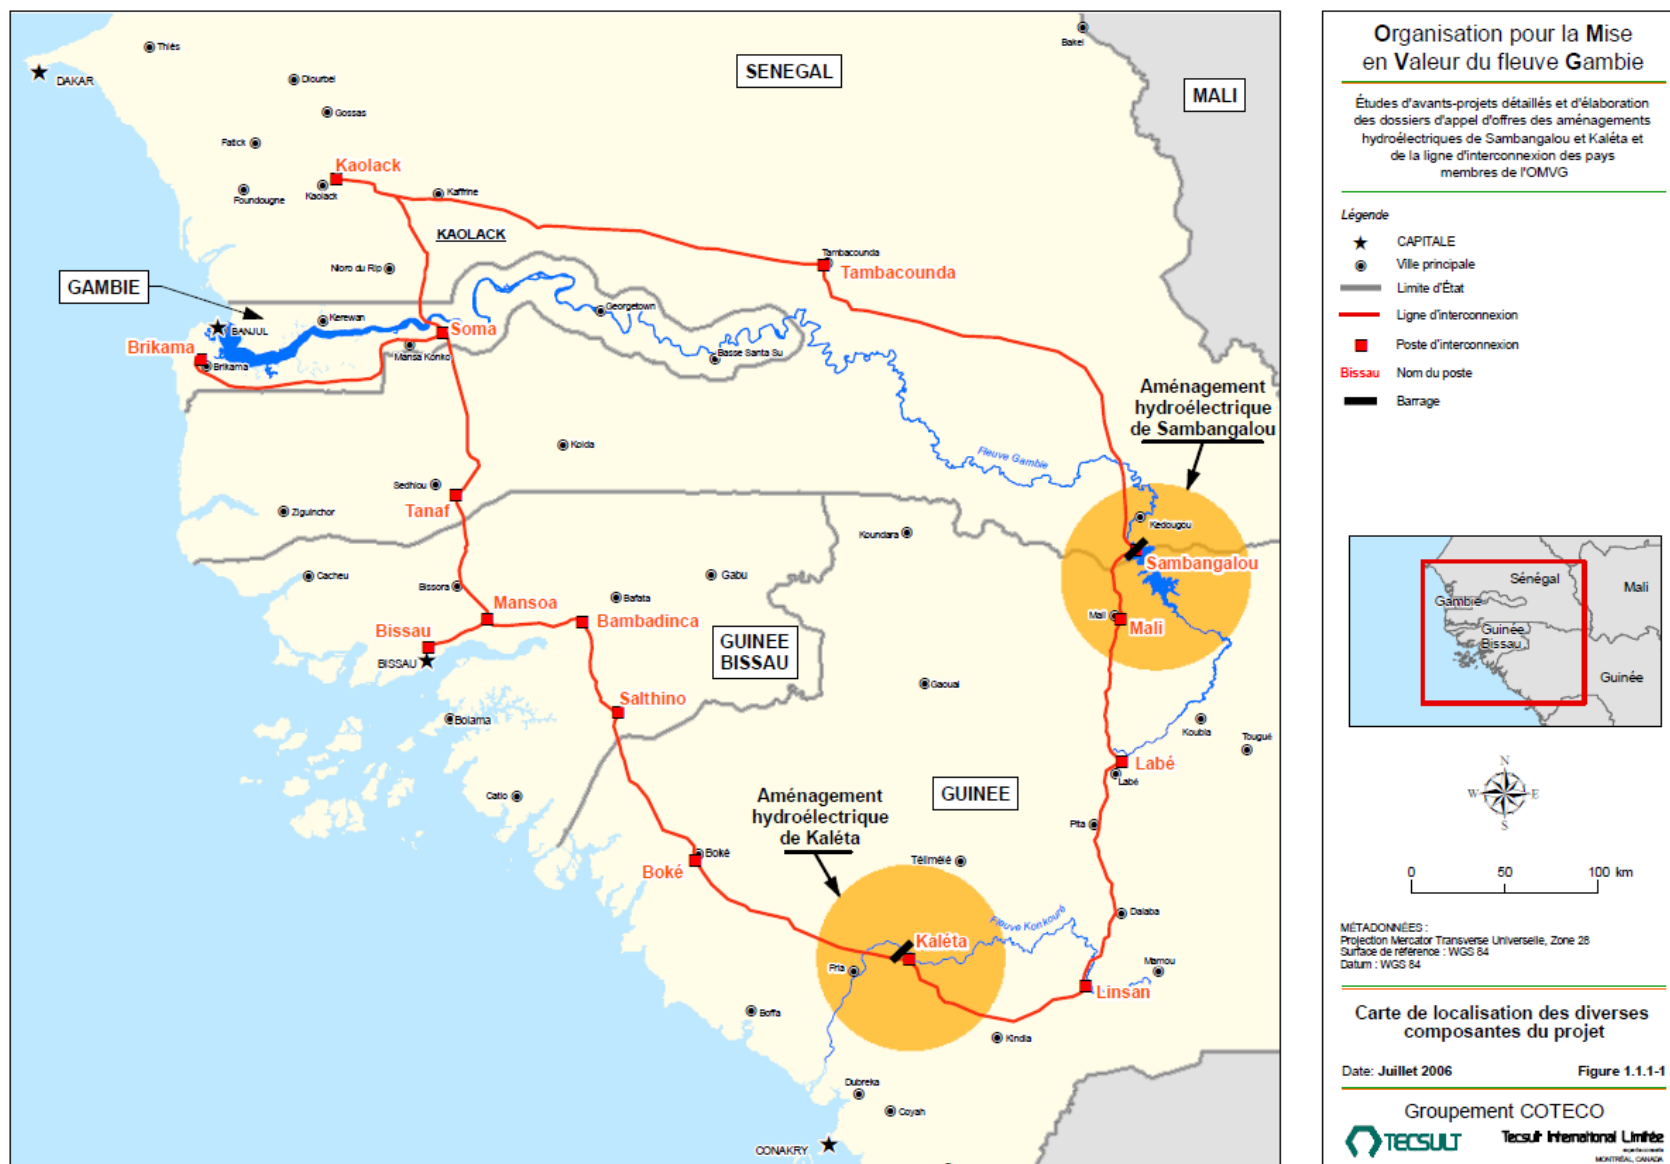 Thiès
DAKAR
Diourbel
Gossas
Fatick
Kaolack
Kaolack
Foundougne
Kaffrine
KAOLACK
Nioro du Rip
SENEGAL
Bakel
MALI
Tambacounda
Tambacounda
GAMBIE
Kerewan
BANJUL
Soma
Georgetown
Brikama
Brikama
Mansa Konko
Basse Santa Su
Aménagement
hydroélectrique
de Sambangalou
Kolda
Fleuve Gambie
Sedhiou
Tanaf
Ziguinchor
Koundara
Kedougou
Sambangalou
Cacheu
Bissora
Gabu
Bafata
Mansoa
Bambadinca
Mali
Mali
Bissau
BISSAU
GUINEE
BISSAU
Gaoual
Salthino
Bolama
Koubia
Tougué
Labé
Labé
Catio
Aménagement
hydroélectrique
de Kaléta
GUINEE
Pita
Boké
Boké
Télimélé
Dalaba
Fleuve Konkouré
Kaléta
Fria
Mamou
Linsan
Boffa
Kindia
Dubreka
Coyah
CONAKRY
Organisation pour la Mise
en Valeur du fleuve Gambie
Études d'avants-projets détaillés et d'élaboration
des dossiers d'appel d'offres des aménagements
hydroélectriques de Sambangalou et Kaléta et
de la ligne d'interconnexion des pays
membres de l'OMVG
Légende
CAPITALE
Ville principale
Limite d'État
Ligne d'interconnexion
Poste d'interconnexion
Bissau Nom du poste
Barrage
Sénégal
Mali
Gambie
Guinée
Bissau
Guinée
N
W E
S
0 50 100 km
MÉTADONNÉES :
Projection Mercator Transverse Universelle, Zone 28
Surface de référence : WGS 84
Datum : WGS 84
Carte de localisation des diverses
composantes du projet
Date: Juillet 2006 Figure 1.1.1-1
Groupement COTECO
TECSULT Tecsult International Limitée
MONTRÉAL, CANADA